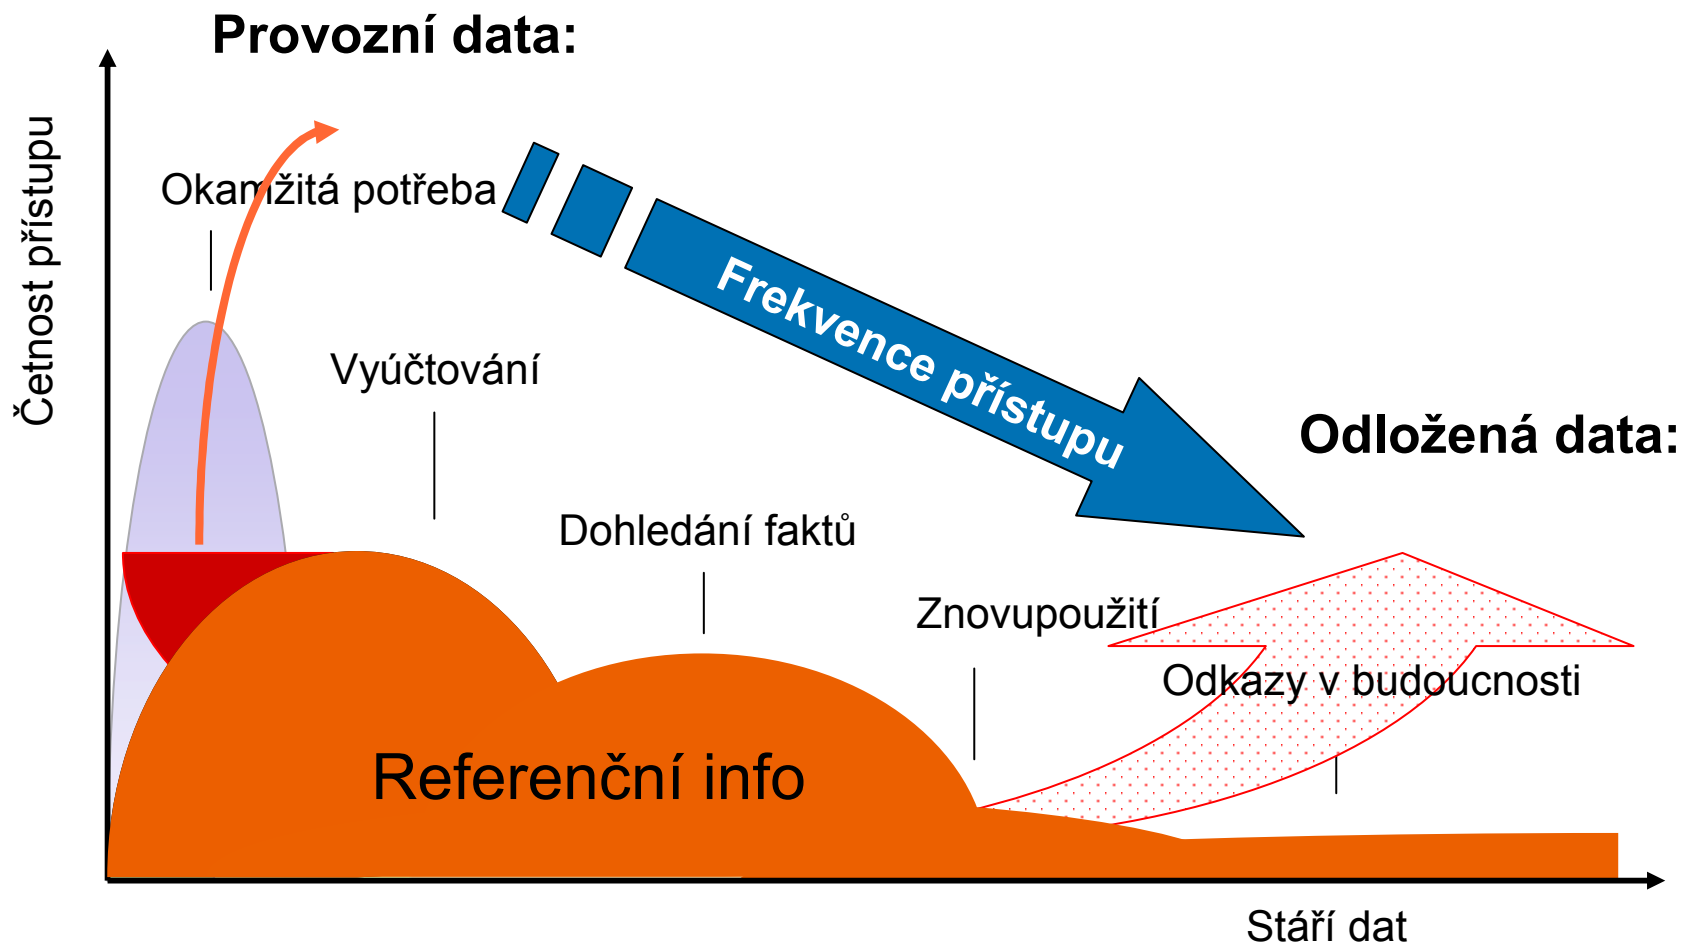 Provozní data:
Četnost přístupu
Okamžitá potřeba
Frekvence přístupu
Vyúčtování
Odložená data:
Dohledání faktů
Znovupoužití
Odkazy v budoucnosti
Referenční info
Stáří dat